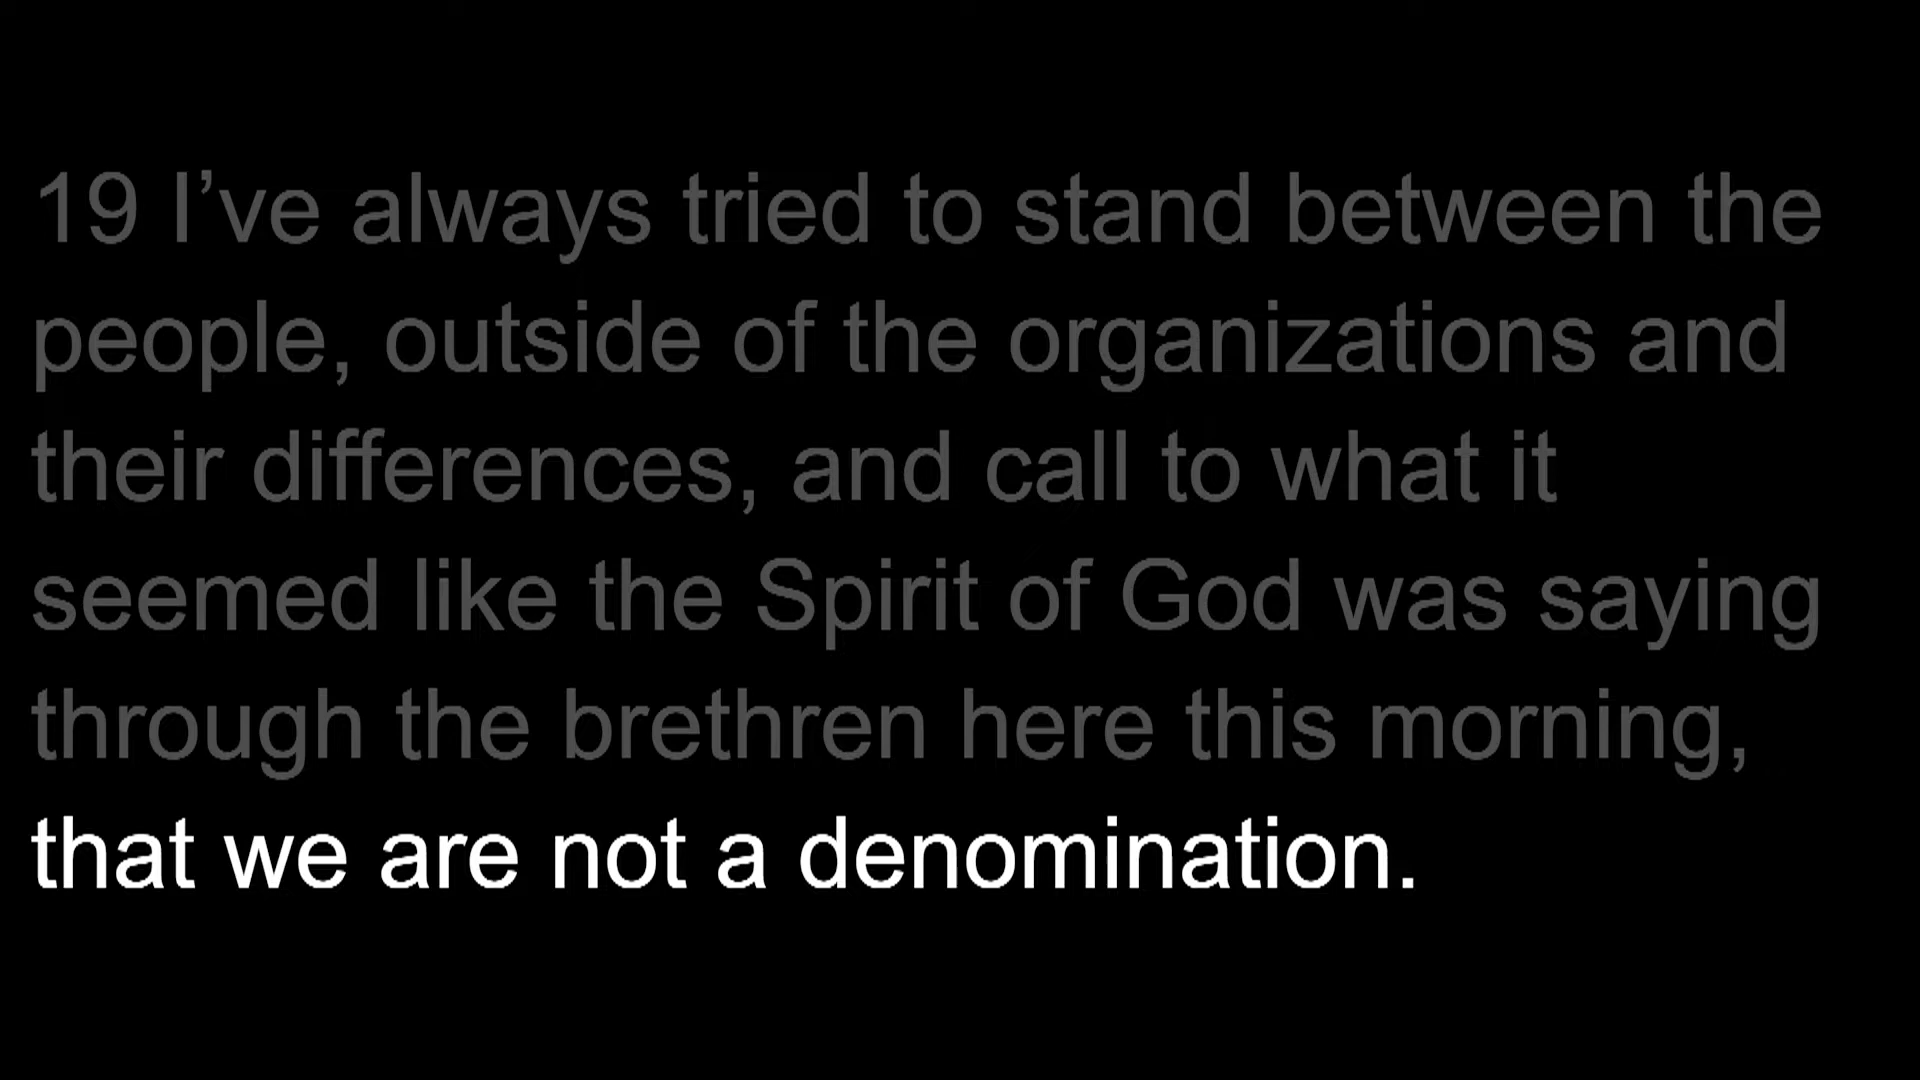 19 I’ve always tried to stand between the
people, outside of the organizations and
their differences, and call to what it
seemed like the Spirit of God was saying
through the brethren here this morning,
that we are not a denomination.